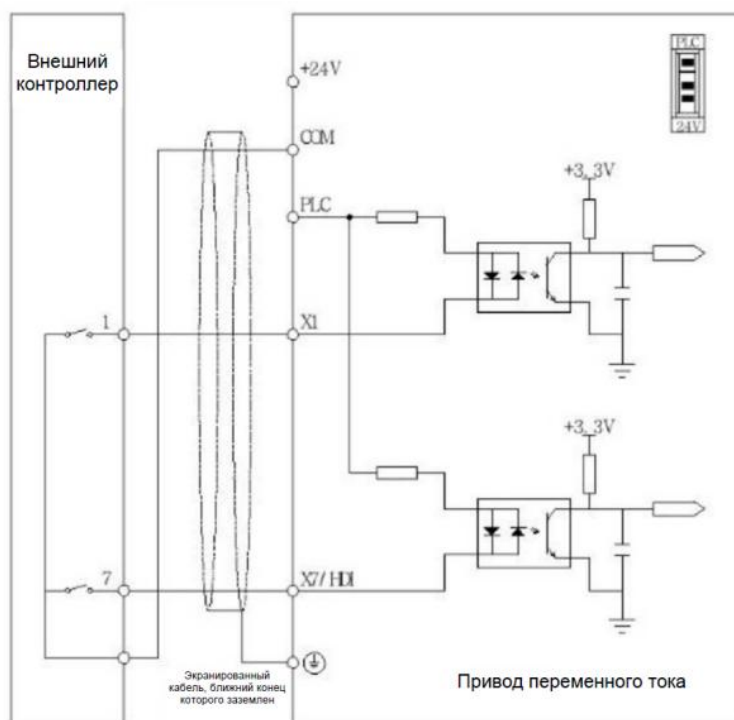 Внешний
контроллер
+24V
COM
PLC
PLC
24V
+3.3V
1
X1
+3.3V
7
X7/HDI
Экранированный
кабель, ближний конец
которого заземлен
Привод переменного тока